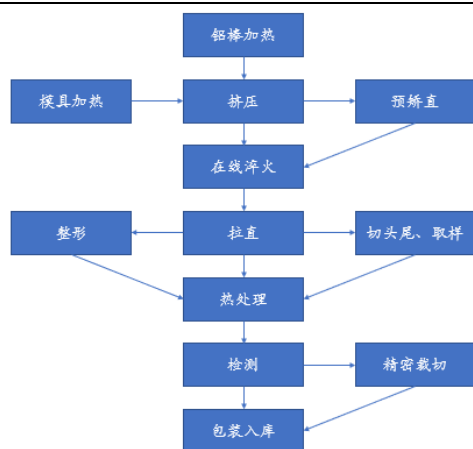 铝棒加热
模具加热
挤压
预矫直
在线淬火
整形
拉直
切头尾、取样
热处理
检测
精密裁切
包装入库